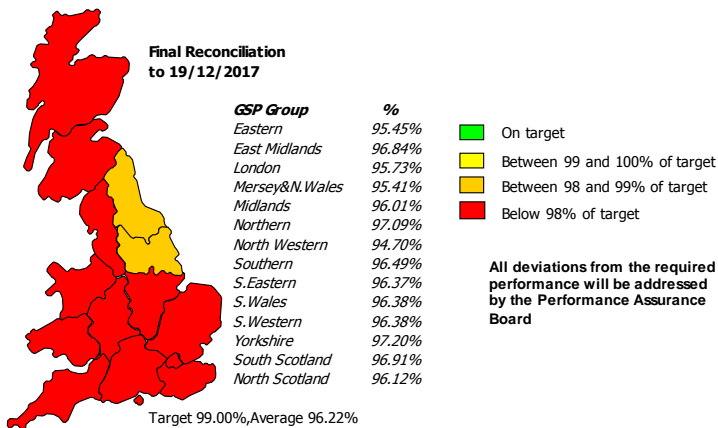 Final Reconciliation
to 19/12/2017
GSP Group %
Eastern 95.45%
East Midlands 96.84%
London 95.73%
Mersey&N.Wales 95.41%
Midlands 96.01%
Northern 97.09%
North Western 94.70%
Southern 96.49%
S.Eastern 96.37%
S.Wales 96.38%
S.Western 96.38%
Yorkshire 97.20%
South Scotland 96.91%
North Scotland 96.12%
Target 99.00%,Average 96.22%
On target
Between 99 and 100% of target
Between 98 and 99% of target
Below 98% of target
All deviations from the required
performance will be addressed
by the Performance Assurance
Board